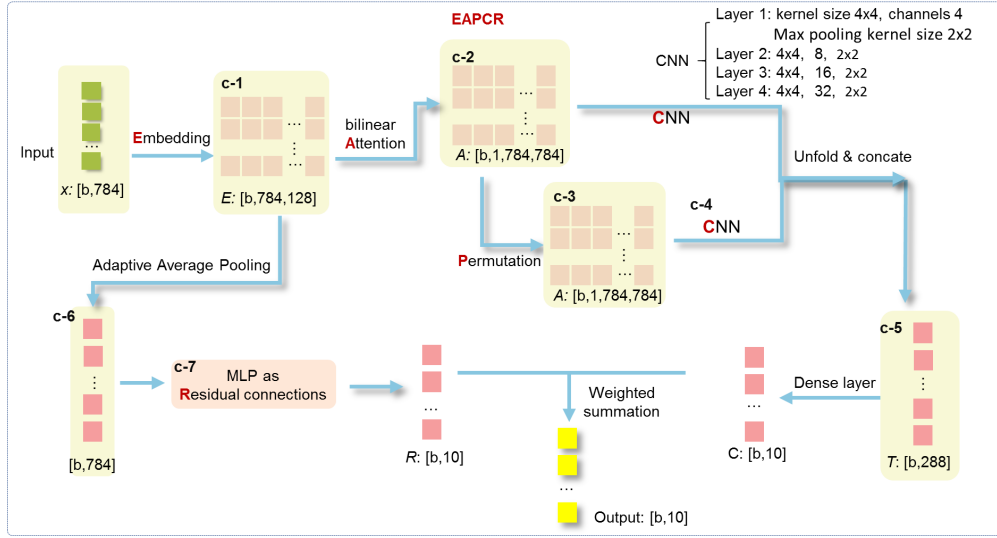 EAPCR
Layer 1: kernel size 4x4, channels 4
Max pooling kernel size 2x2
CNN
Layer 2: 4x4, 8, 2x2
Layer 3: 4x4, 16, 2x2
Layer 4: 4x4, 32, 2x2
Input
...
x: [b,784]
Embedding
c-1
...
...
E: [b,784,128]
bilinear
Attention
c-2
...
...
A: [b,1,784,784]
CNN
Unfold & concate
Permutation
c-3
...
...
A: [b,1,784,784]
c-4
CNN
Adaptive Average Pooling
c-6
...
[b,784]
c-7
MLP as
Residual connections
...
R: [b,10]
Weighted
summation
...
Output: [b,10]
...
C: [b,10]
Dense layer
c-5
...
T: [b,288]